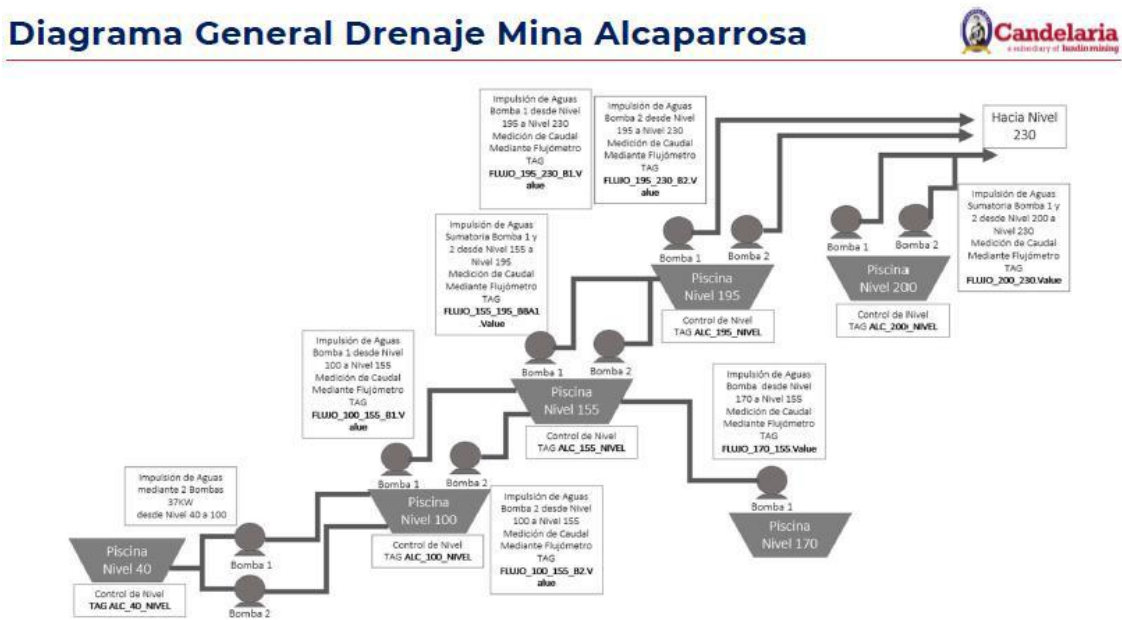 Diagrama General Drenaje Mina Alcaparrosa
Candelaria
a subsidiary of lundin mining
Impulsión de Aguas
Bomba 1 desde Nivel
195 a Nivel 230
Medición de Caudal
Mediante Flujómetro
TAG
FLUJO_195_230_B1.V
alue
Impulsión de Aguas
Bomba 2 desde Nivel
195 a Nivel 230
Medición de Caudal
Mediante Flujómetro
TAG
FLUJO_195_230_B2.V
alue
Hacia Nivel
230
Impulsión de Aguas
Sumatoria Bomba 1 y
2 desde Nivel 200 a
Nivel 230
Medición de Caudal
Mediante Flujómetro
TAG
FLUJO_200_230.Value
Bomba 1
Bomba 2
Piscina
Nivel 200
Control de Nivel
TAG ALC_200_NIVEL
Bomba 1
Bomba 2
Piscina
Nivel 195
Control de Nivel
TAG ALC_195_NIVEL
Impulsión de Aguas
Sumatoria Bomba 1 y
2 desde Nivel 155 a
Nivel 195
Medición de Caudal
Mediante Flujómetro
TAG
FLUJO_155_195_BBA1
.Value
Bomba 1
Bomba 2
Piscina
Nivel 155
Control de Nivel
TAG ALC_155_NIVEL
Impulsión de Aguas
Bomba 1 desde Nivel
100 a Nivel 155
Medición de Caudal
Mediante Flujómetro
TAG
FLUJO_100_155_B1.V
alue
Impulsión de Aguas
Bomba desde Nivel
170 a Nivel 155
Medición de Caudal
Mediante Flujómetro
TAG
FLUJO_170_155.Value
Bomba 1
Piscina
Nivel 170
Bomba 1
Bomba 2
Piscina
Nivel 100
Control de Nivel
TAG ALC_100_NIVEL
Impulsión de Aguas
Bomba 2 desde Nivel
100 a Nivel 155
Medición de Caudal
Mediante Flujómetro
TAG
FLUJO_100_155_B2.V
alue
Impulsión de Aguas
mediante 2 Bombas
37KW
desde Nivel 40 a 100
Bomba 1
Bomba 2
Piscina
Nivel 40
Control de Nivel
TAG ALC_40_NIVEL